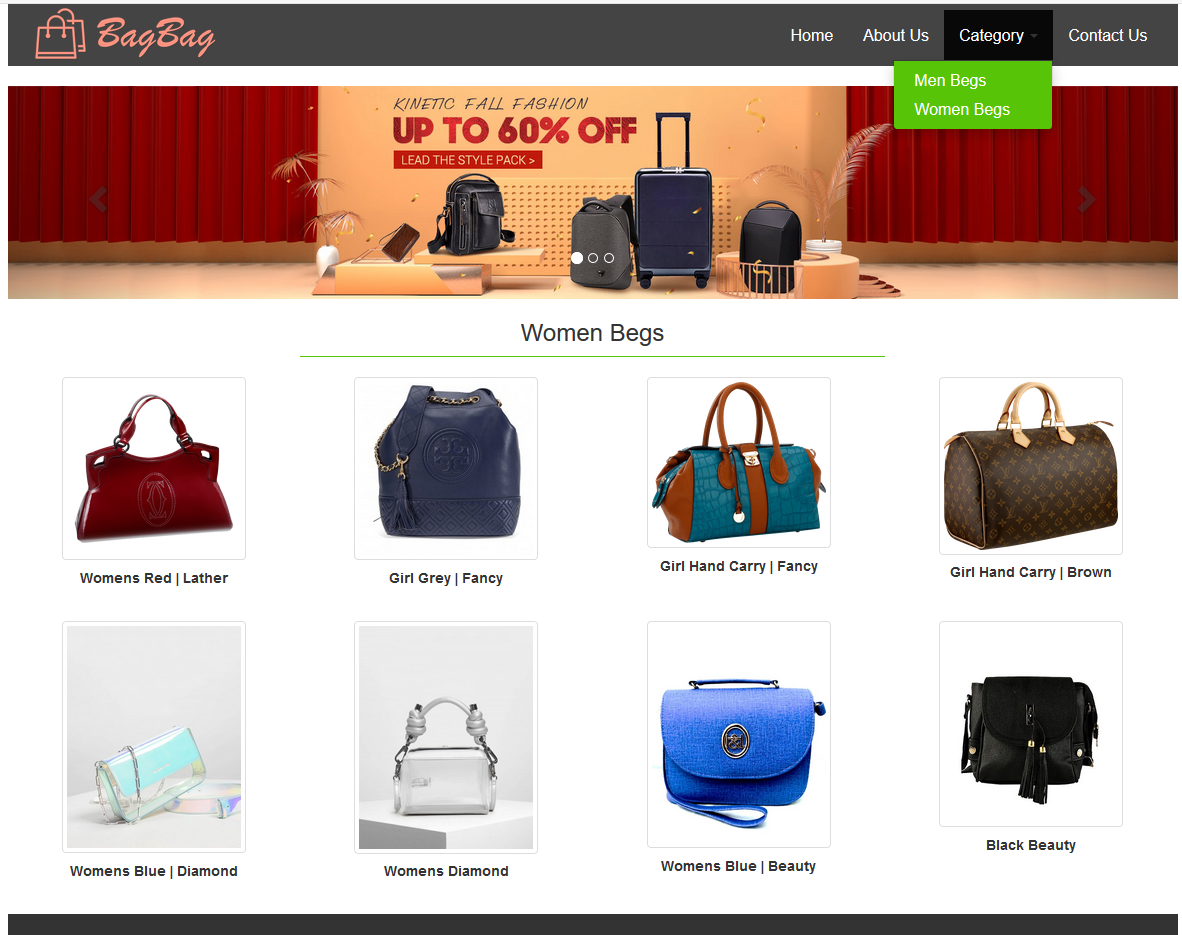 BagBag
Home About Us Category Contact Us
Men Begs
Women Begs
KINETIC FALL FASHION
UP TO 60% OFF
LEAD THE STYLE PACK >
Women Begs
Womens Red | Lather
Girl Grey | Fancy
Girl Hand Carry | Fancy
Girl Hand Carry | Brown
Womens Blue | Diamond
Womens Diamond
Womens Blue | Beauty
Black Beauty